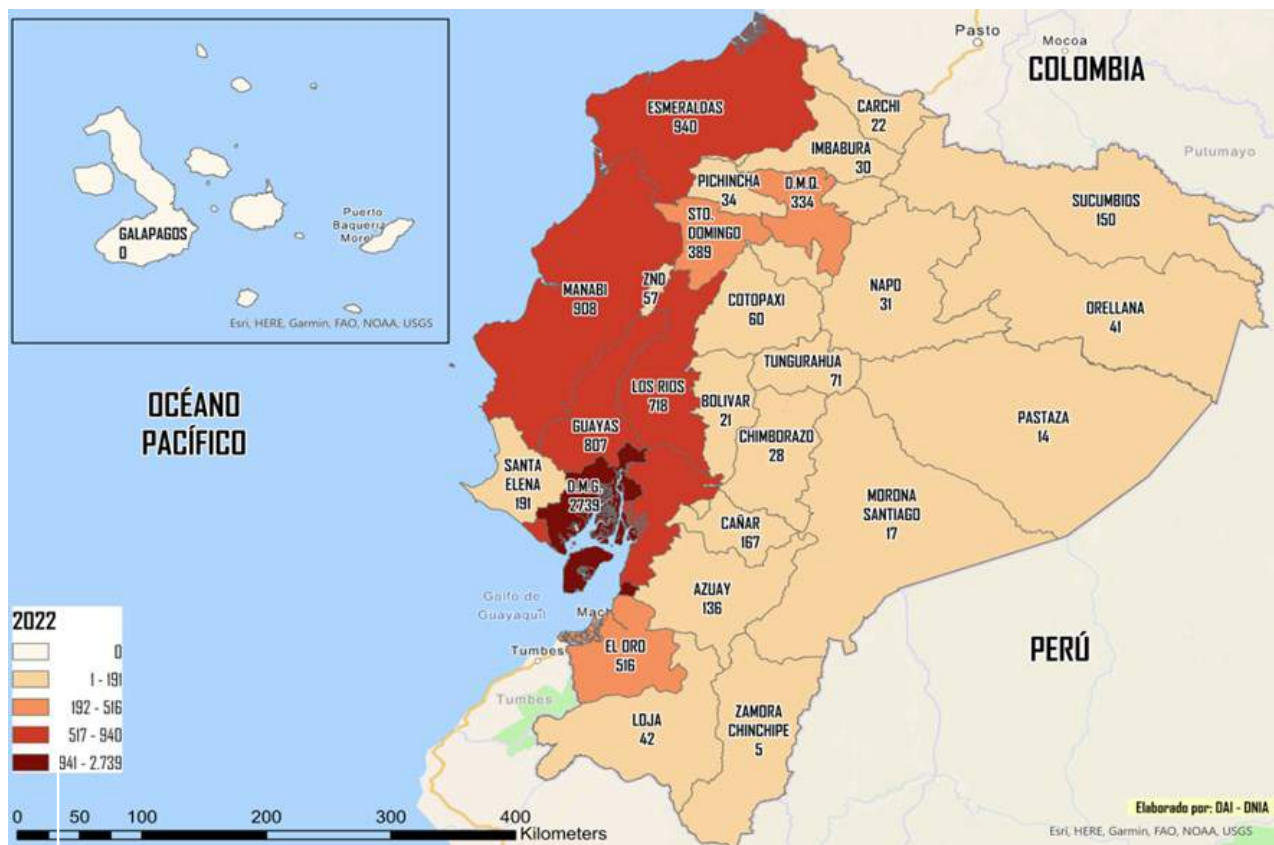 Pasto
Mocoa
COLOMBIA
Putumayo
ESMERALDAS
940
CARCHI
22
IMBABURA
30
PICHINCHA
34
D.M.Q.
334
SUCUMBIOS
150
STO.
DOMINGO
389
GALAPAGOS
0
Puerto
Baqueriz
More
Esri, HERE, Garmin, FAO, NOAA, USGS
MANABI
908
ZND
57
COTOPAXI
60
NAPO
31
ORELLANA
41
TUNGURAHUA
71
OCÉANO
PACÍFICO
LOS RIOS
718
BOLIVAR
21
PASTAZA
14
GUAYAS
807
CHIMBORAZO
28
SANTA
ELENA
191
D.M.G.
2739
MORONA
SANTIAGO
17
CAÑAR
167
AZUAY
136
Golfo de
Guayaquil
Mach
EL ORO
516
Tumbes
Tumbes
PERÚ
LOJA
42
ZAMORA
CHINCHIPE
5
2022
0
1 - 191
192 - 516
517 - 940
941 - 2.739
0 50 100 200 300 400
Kilometers
Elaborado por: DAI - DNIA
Esri, HERE, Garmin, FAO, NOAA, USGS